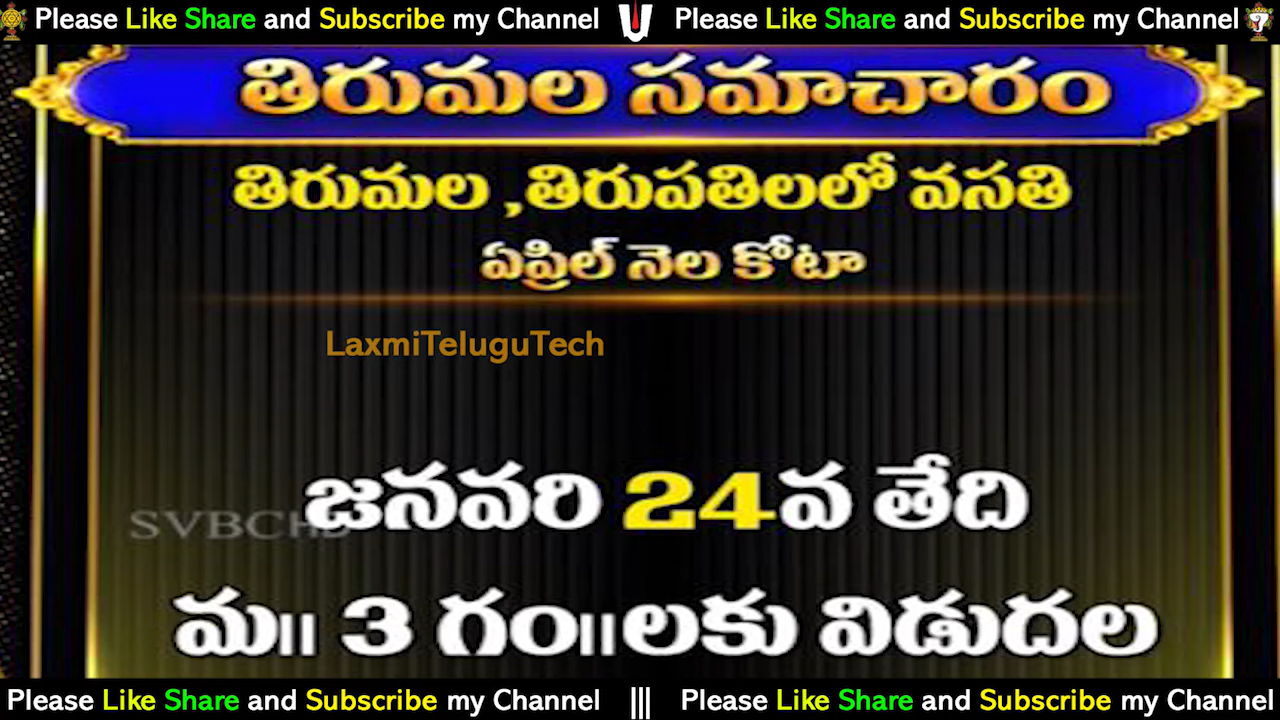 Please Like Share and Subscribe my Channel Please Like Share and Subscribe my Channel
తిరుమల సమాచారం
తిరుమల ,తిరుపతిలలో వసతి
ఏప్రిల్ నెల కోటా
LaxmiTeluguTech
జనవరి 24వ తేది
SVBC HD
మ॥ 3 గం॥లకు విడుదల
Please Like Share and Subscribe my Channel ||| Please Like Share and Subscribe my Channel